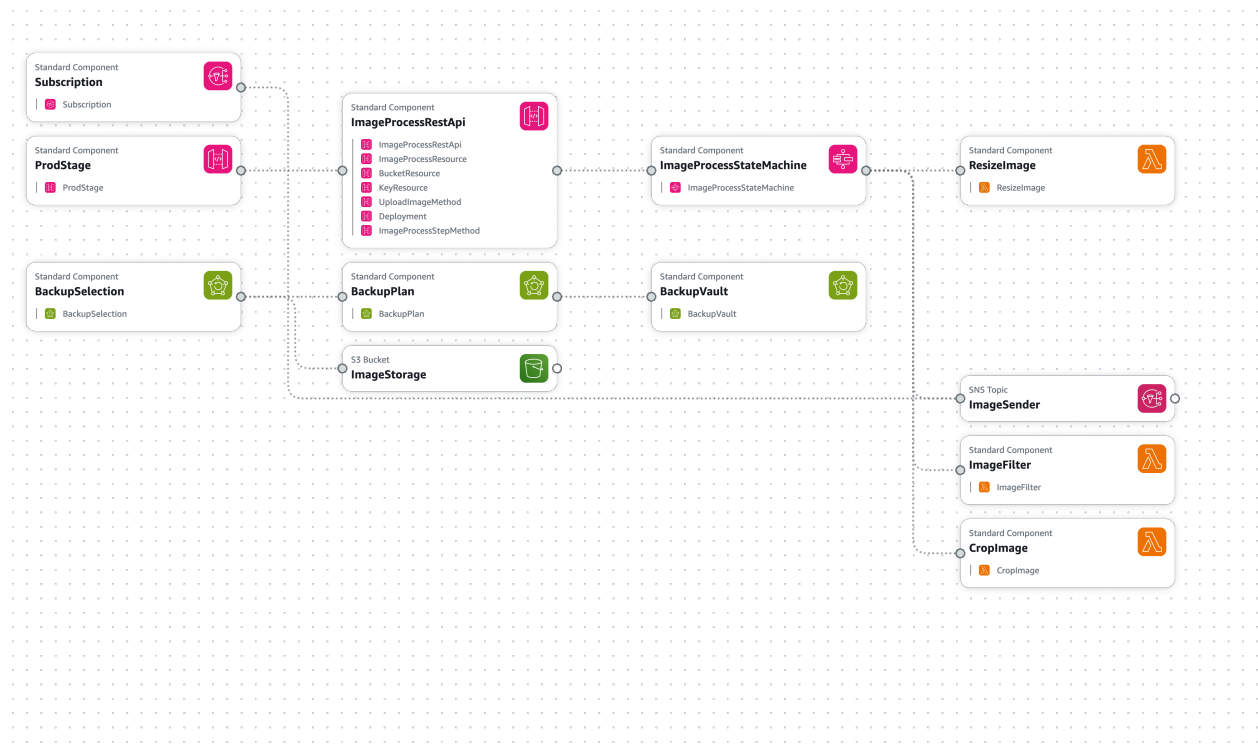 Standard Component
Subscription
Subscription
Standard Component
ProdStage
ProdStage
Standard Component
BackupSelection
BackupSelection
Standard Component
ImageProcessRestApi
ImageProcessRestApi
ImageProcessResource
BucketResource
KeyResource
UploadImageMethod
Deployment
ImageProcessStepMethod
Standard Component
BackupPlan
BackupPlan
S3 Bucket
ImageStorage
Standard Component
ImageProcessStateMachine
ImageProcessStateMachine
Standard Component
BackupVault
BackupVault
Standard Component
ResizeImage
ResizeImage
SNS Topic
ImageSender
Standard Component
ImageFilter
ImageFilter
Standard Component
CropImage
CropImage